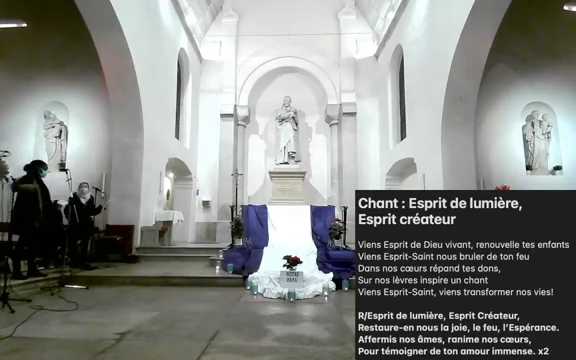 Chant : Esprit de lumière,
Esprit créateur
Viens Esprit de Dieu vivant, renouvelle tes enfants
Viens Esprit-Saint nous bruler de ton feu
Dans nos cœurs répand tes dons,
Sur nos lèvres inspire un chant
Viens Esprit-Saint, viens transformer nos vies!
R/Esprit de lumière, Esprit Créateur,
Restaure-en nous la joie, le feu, l'Espérance.
Affermis nos âmes, ranime nos cœurs,
Pour témoigner de ton amour immense. x2
NOTRE
PAPE